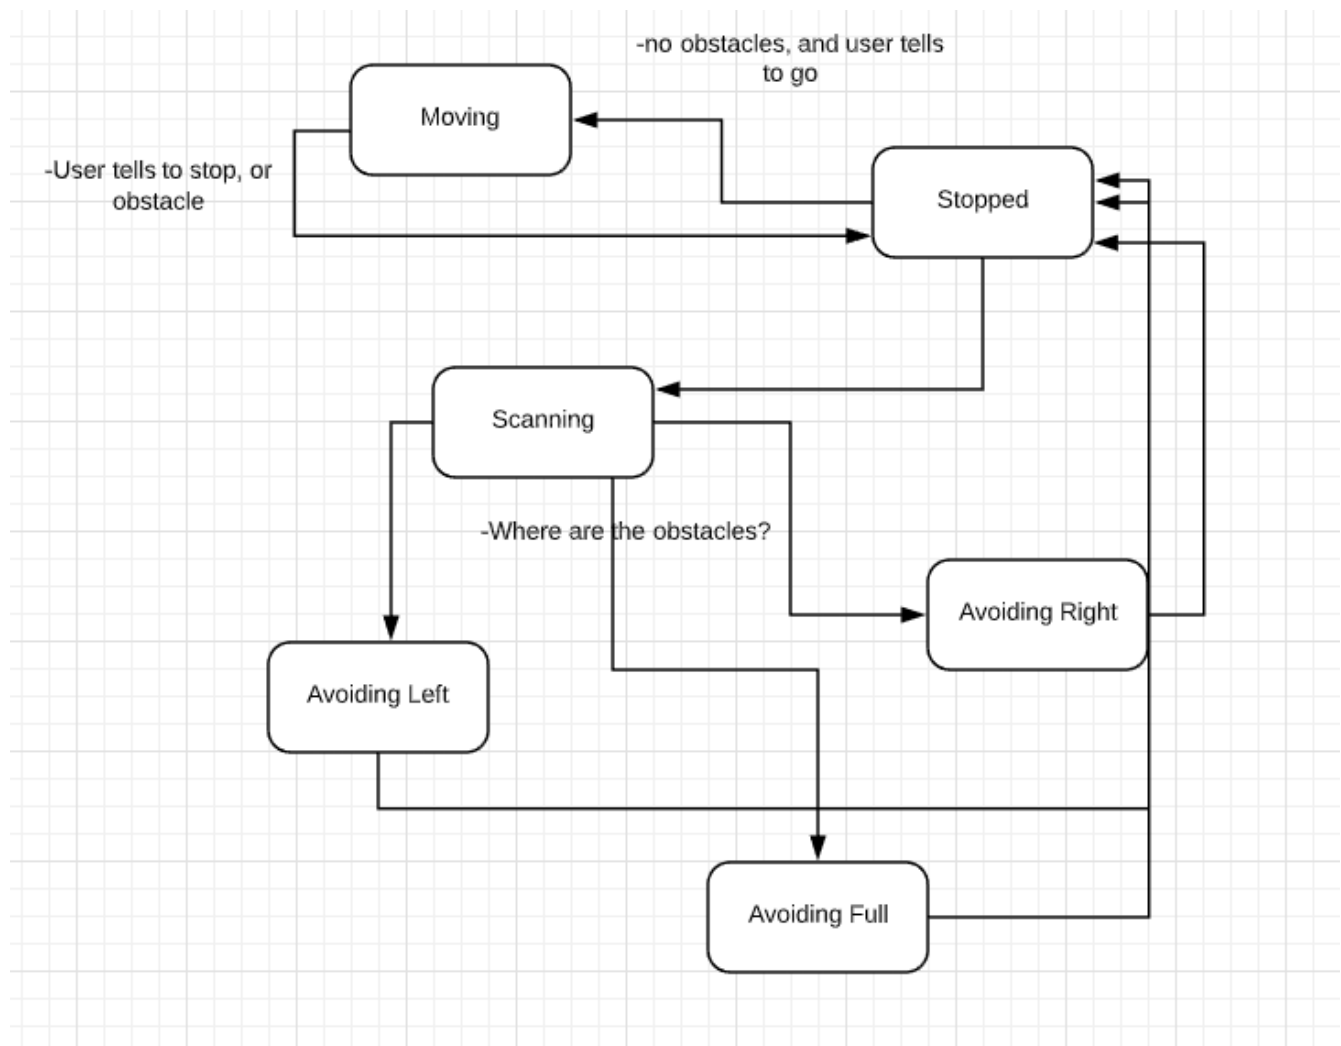 -no obstacles, and user tells
to go
Moving
-User tells to stop, or
obstacle
Stopped
Scanning
-Where are the obstacles?
Avoiding Right
Avoiding Left
Avoiding Full